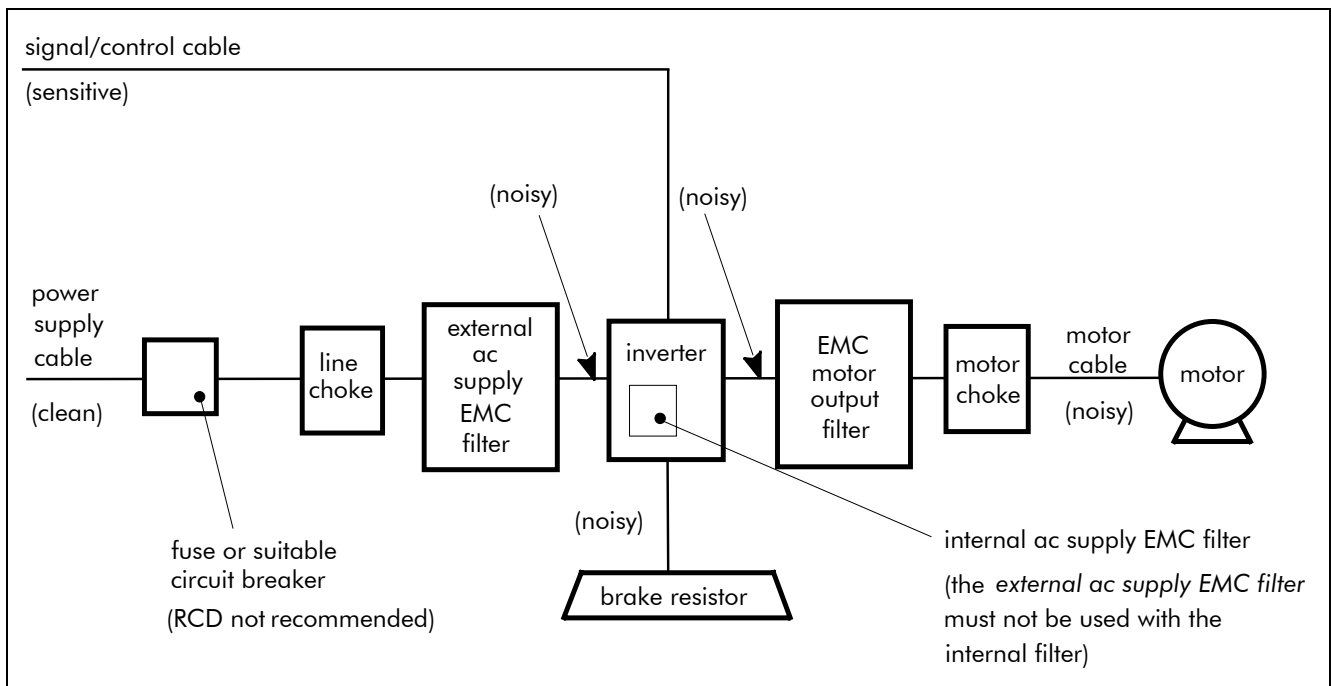 signal/control cable
(sensitive)
(noisy)
(noisy)
power
supply
cable
(clean)
line
choke
external
ac
supply
EMC
filter
inverter
EMC
motor
output
filter
motor
choke
motor
cable
(noisy)
motor
(noisy)
fuse or suitable
circuit breaker
(RCD not recommended)
brake resistor
internal ac supply EMC filter
(the external ac supply EMC filter
must not be used with the
internal filter)